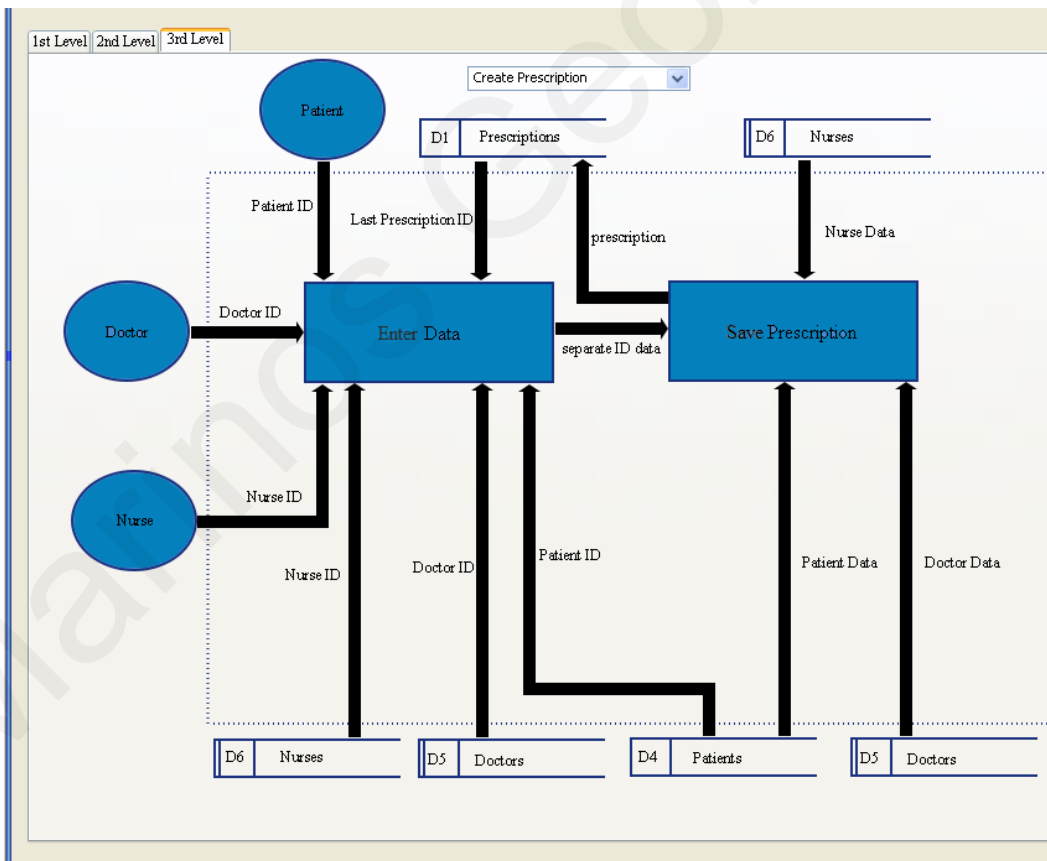 1st Level 2nd Level 3rd Level
Create Prescription
Patient
D1 Prescriptions
D6 Nurses
Patient ID
Last Prescription ID
prescription
Nurse Data
Doctor
Doctor ID
Enter Data
separate ID data
Save Prescription
Nurse
Nurse ID
Nurse ID
Doctor ID
Patient ID
Patient Data
Doctor Data
D6 Nurses
D5 Doctors
D4 Patients
D5 Doctors
Marinos Geo